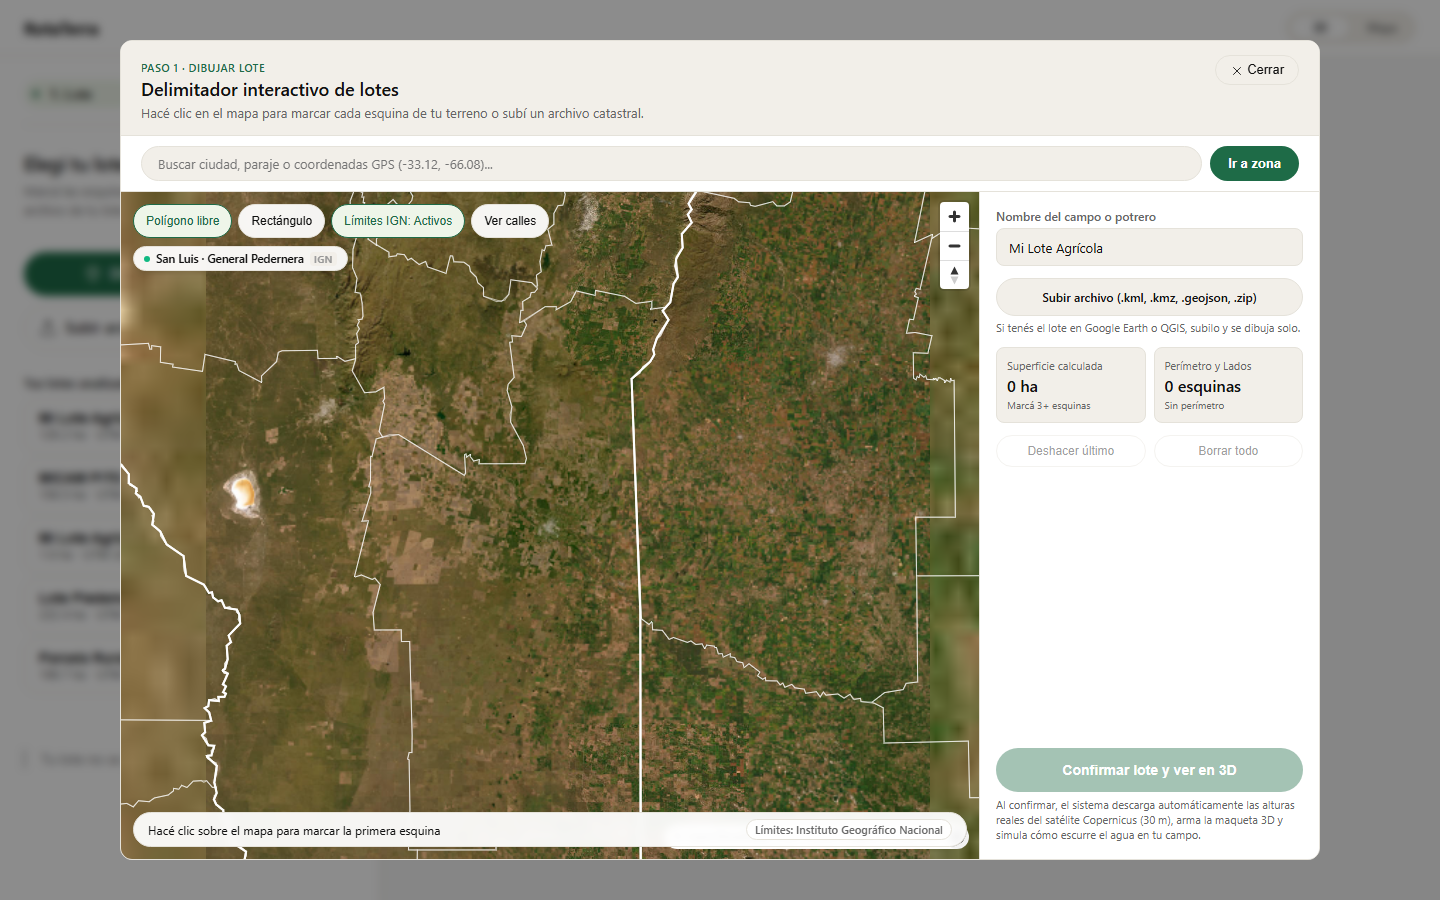 PASO 1 · DIBUJAR LOTE
Delimitador interactivo de lotes
Hacé clic en el mapa para marcar cada esquina de tu terreno o subí un archivo catastral.
Cerrar
Buscar ciudad, paraje o coordenadas GPS (-33.12, -66.08)...
Ir a zona
Polígono libre
Rectángulo
Límites IGN: Activos
Ver calles
San Luis · General Pedernera IGN
Nombre del campo o potrero
Mi Lote Agrícola
Subir archivo (.kml, .kmz, .geojson, .zip)
Si tenés el lote en Google Earth o QGIS, subilo y se dibuja solo.
Superficie calculada
0 ha
Marcá 3+ esquinas
Perímetro y Lados
0 esquinas
Sin perímetro
Deshacer último
Borrar todo
Confirmar lote y ver en 3D
Al confirmar, el sistema descarga automáticamente las alturas
reales del satélite Copernicus (30 m), arma la maqueta 3D y
simula cómo escurre el agua en tu campo.
Hacé clic sobre el mapa para marcar la primera esquina
Límites: Instituto Geográfico Nacional